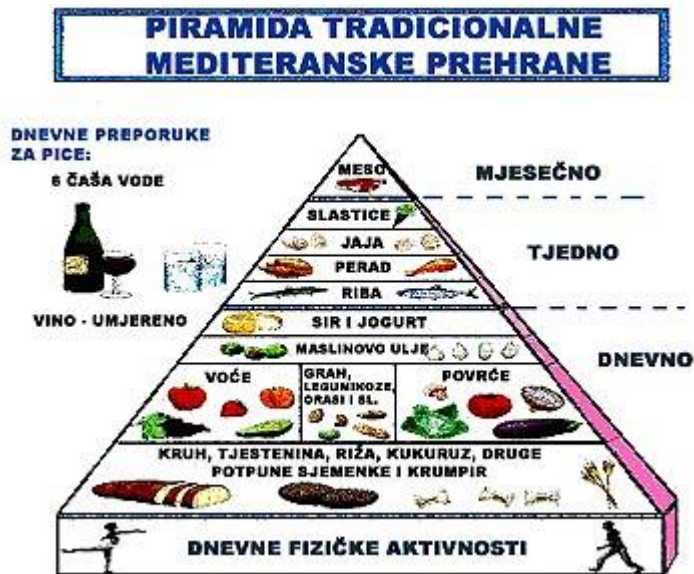 PIRAMIDA TRADICIONALNE
MEDITERANSKE PREHRANE
DNEVNE PREPORUKE
ZA PICE:
6 ČAŠA VODE
VINO - UMJERENO
MESO
MJESEČNO
SLASTICE
JAJA
PERAD
RIBA
TJEDNO
SIR I JOGURT
MASLINOVO ULJE
DNEVNO
VOĆE
GRAH,
LEGUNIKOZE,
ORASI I SL.
POVRĆE
KRUH, TJESTENINA, RIŽA, KUKURUZ, DRUGE
POTPUNE SJEMENKE I KRUMPIR
DNEVNE FIZIČKE AKTIVNOSTI